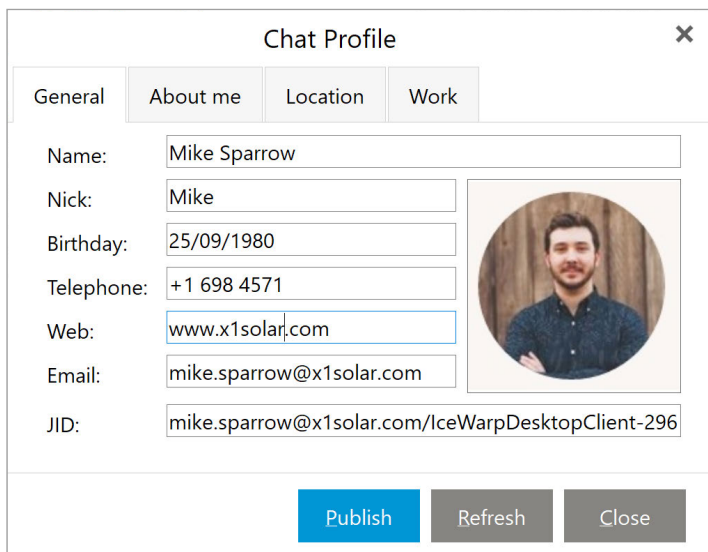 Chat Profile
General About me Location Work
Name: Mike Sparrow
Nick: Mike
Birthday: 25/09/1980
Telephone: +1 698 4571
Web: www.x1solar.com
Email: mike.sparrow@x1solar.com
JID: mike.sparrow@x1solar.com/IceWarpDesktopClient-296
Publish Refresh Close